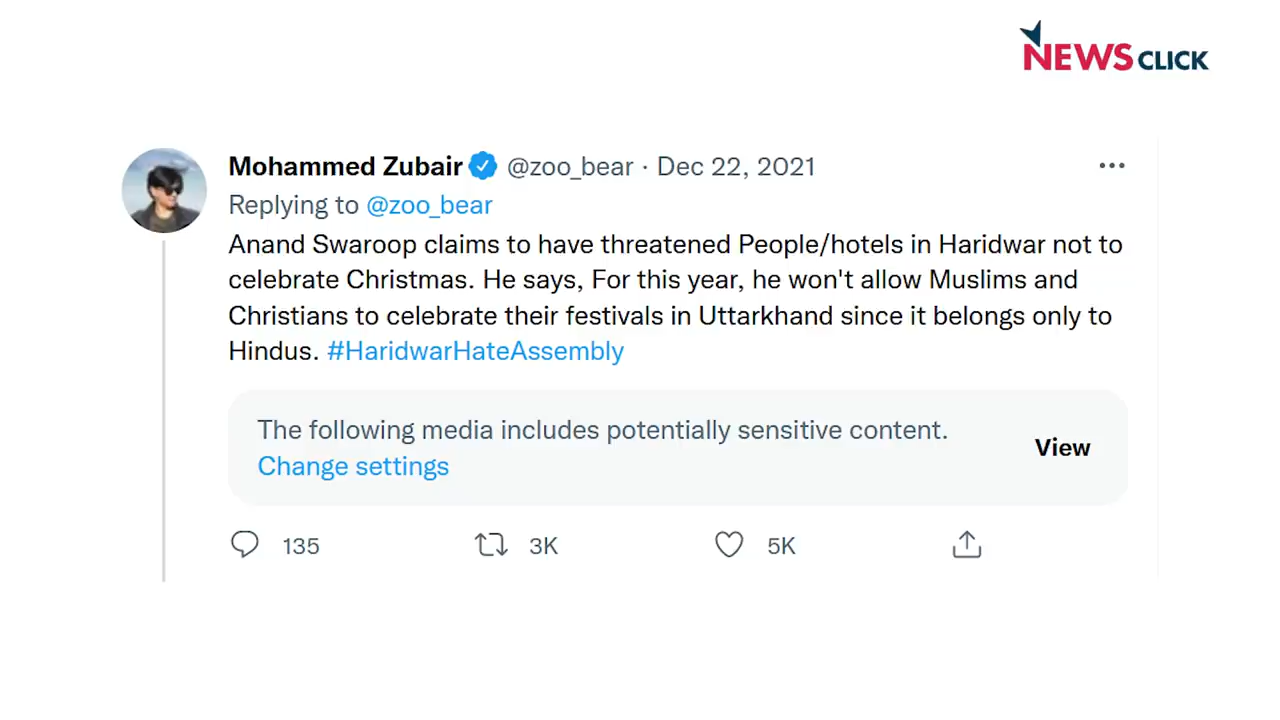 NEWS CLICK
Mohammed Zubair @zoo_bear · Dec 22, 2021
Replying to @zoo_bear
Anand Swaroop claims to have threatened People/hotels in Haridwar not to
celebrate Christmas. He says, For this year, he won't allow Muslims and
Christians to celebrate their festivals in Uttarkhand since it belongs only to
Hindus. #HaridwarHateAssembly
The following media includes potentially sensitive content.
Change settings
View
135 3K 5K